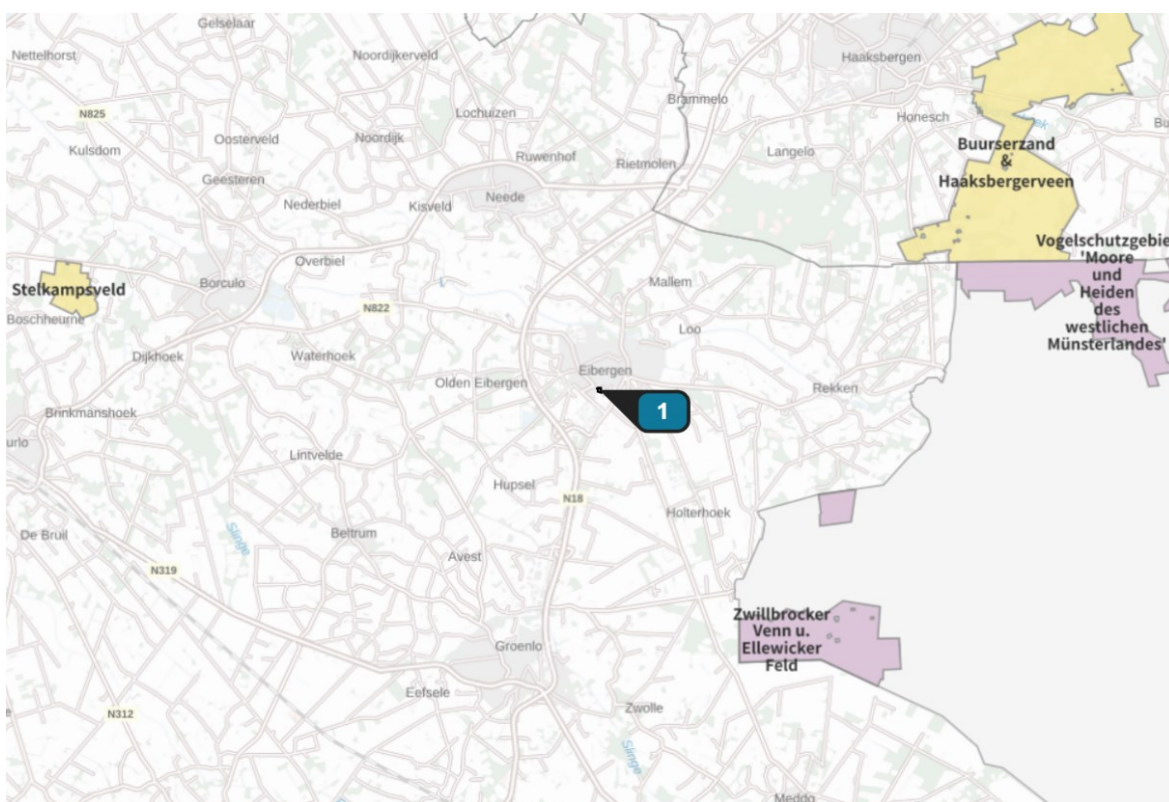 Gelselaar
Nettelhorst
Noordijkerveld
Haaksbergen
Brammelo
N825
Lochuizen
Honesch
Oosterveld
Noordijk
Kulsdom
Langelo
Buurserzand
&
Haaksbergerveen
Ruwenhof
Rietmolen
Geesteren
Neede
Nederbiel
Kisveld
Vogelschutzgebie
'Moore
und
Heiden
des
westlichen
Münsterlandes'
Overbiel
Stelkampsveld
Borculo
Mallem
N822
Boschheurne
Loo
Dijkhoek
Waterhoek
Eibergen
Olden Eibergen
Rekken
1
Brinkmanshoek
urlo
Lintvelde
Hupsel
N18
Holterhoek
De Bruil
Slinge
Beltrum
Avest
N319
Zwillbrocker
Venn u.
Ellewicker
Feld
Groenlo
Eefsele
N312
Zwolle
Slinge
Meddo